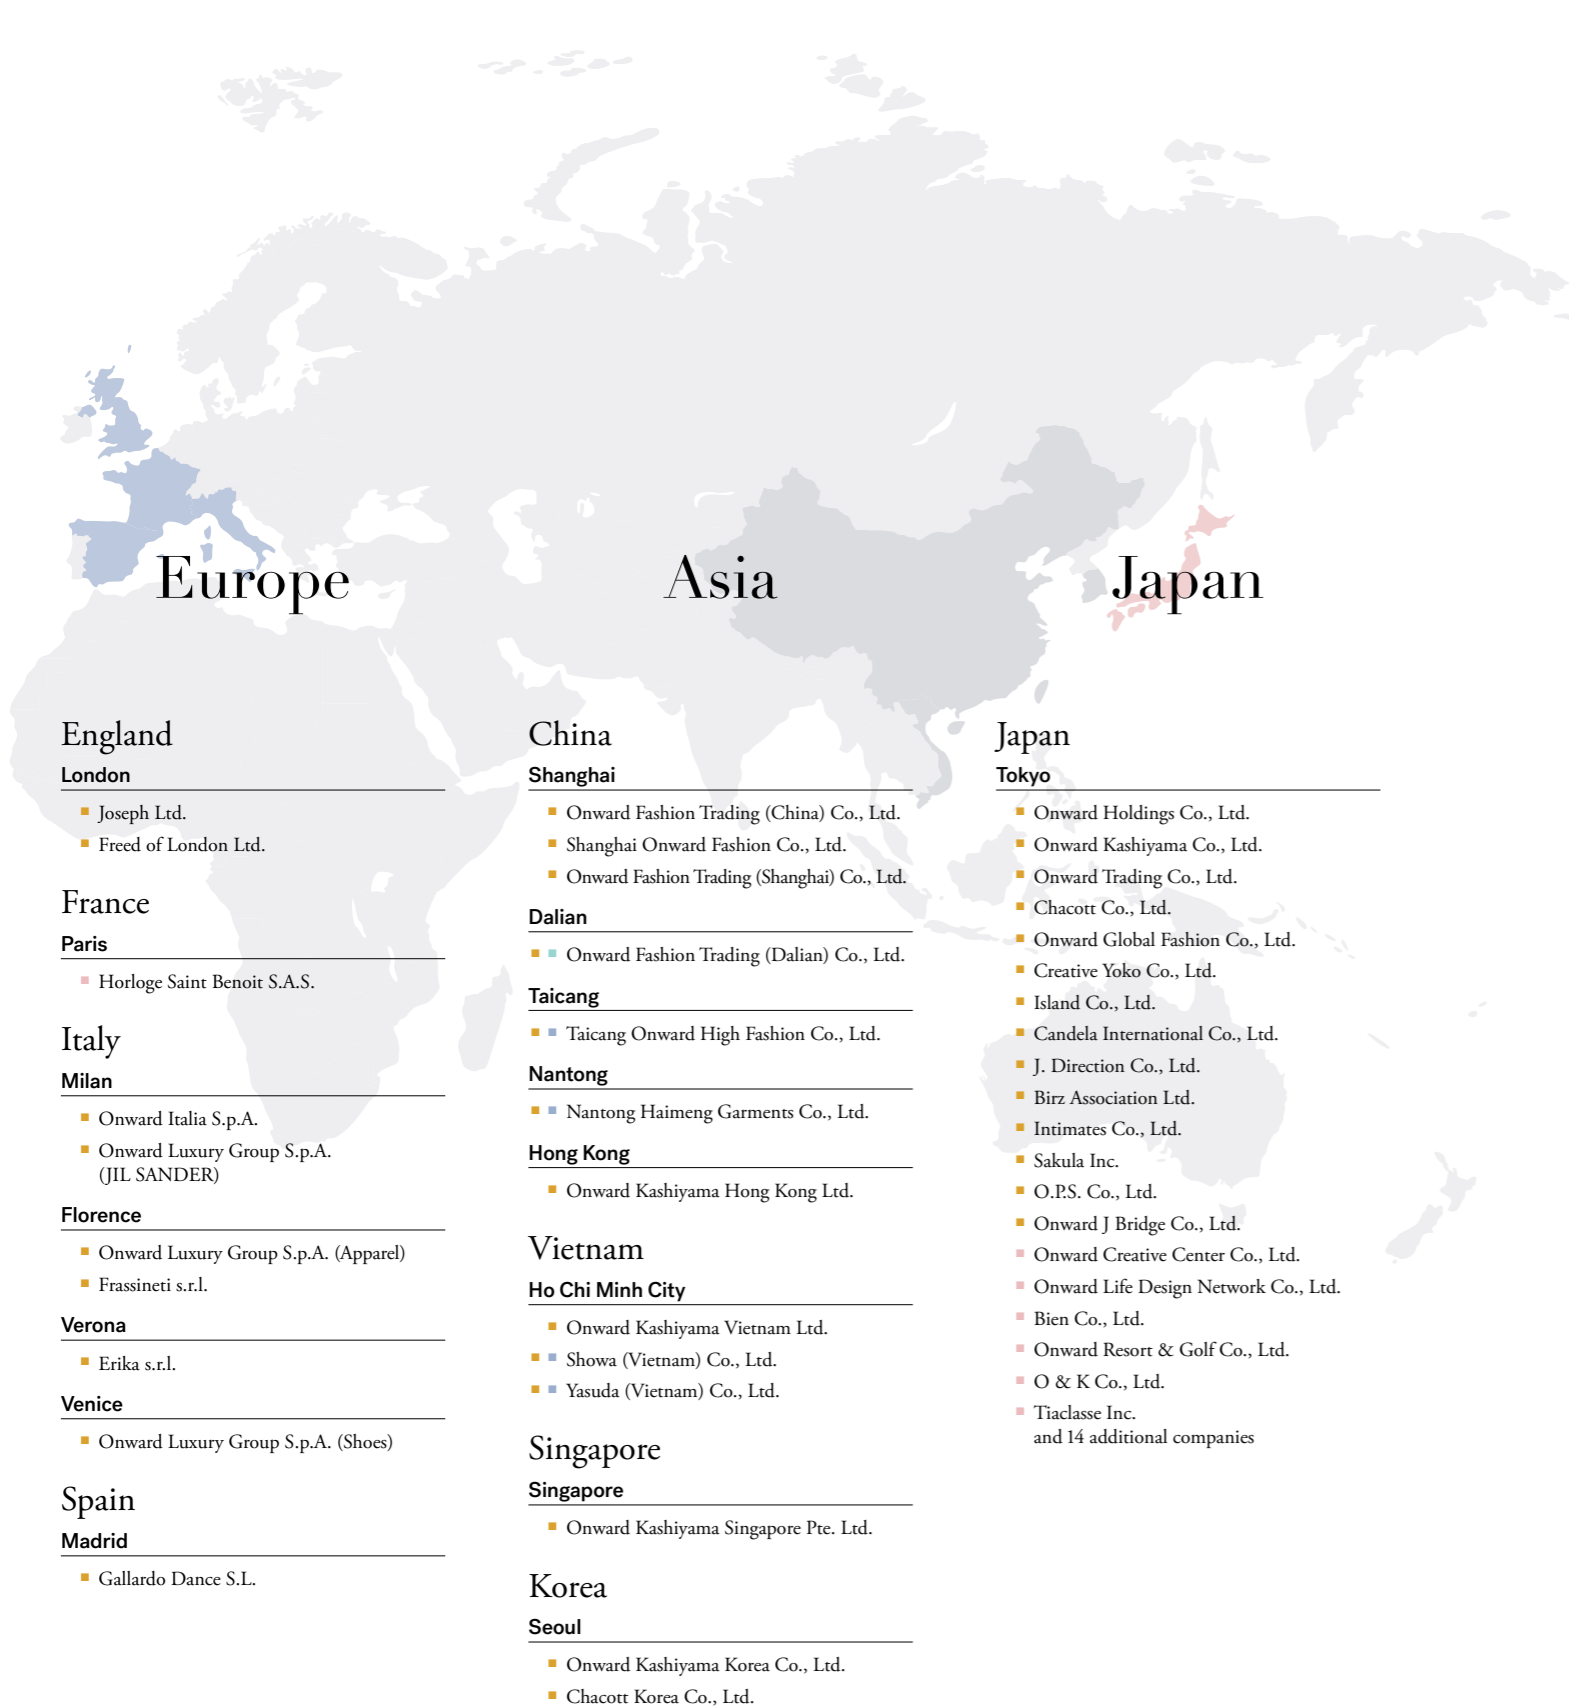 Europe
England
London
Joseph Ltd.
Freed of London Ltd.
France
Paris
Horloge Saint Benoit S.A.S.
Italy
Milan
Onward Italia S.p.A.
Onward Luxury Group S.p.A.
(JIL SANDER)
Florence
Onward Luxury Group S.p.A. (Apparel)
Frassineti s.r.l.
Verona
Erika s.r.l.
Venice
Onward Luxury Group S.p.A. (Shoes)
Spain
Madrid
Gallardo Dance S.L.
Asia
China
Shanghai
Onward Fashion Trading (China) Co., Ltd.
Shanghai Onward Fashion Co., Ltd.
Onward Fashion Trading (Shanghai) Co., Ltd.
Dalian
Onward Fashion Trading (Dalian) Co., Ltd.
Taicang
Taicang Onward High Fashion Co., Ltd.
Nantong
Nantong Haimeng Garments Co., Ltd.
Hong Kong
Onward Kashiyama Hong Kong Ltd.
Vietnam
Ho Chi Minh City
Onward Kashiyama Vietnam Ltd.
Showa (Vietnam) Co., Ltd.
Yasuda (Vietnam) Co., Ltd.
Singapore
Singapore
Onward Kashiyama Singapore Pte. Ltd.
Korea
Seoul
Onward Kashiyama Korea Co., Ltd.
Chacott Korea Co., Ltd.
Japan
Japan
Tokyo
Onward Holdings Co., Ltd.
Onward Kashiyama Co., Ltd.
Onward Trading Co., Ltd.
Chacott Co., Ltd.
Onward Global Fashion Co., Ltd.
Creative Yoko Co., Ltd.
Island Co., Ltd.
Candela International Co., Ltd.
J. Direction Co., Ltd.
Birz Association Ltd.
Intimates Co., Ltd.
Sakula Inc.
O.P.S. Co., Ltd.
Onward J Bridge Co., Ltd.
Onward Creative Center Co., Ltd.
Onward Life Design Network Co., Ltd.
Bien Co., Ltd.
Onward Resort & Golf Co., Ltd.
O & K Co., Ltd.
Tiaclasse Inc.
and 14 additional companies